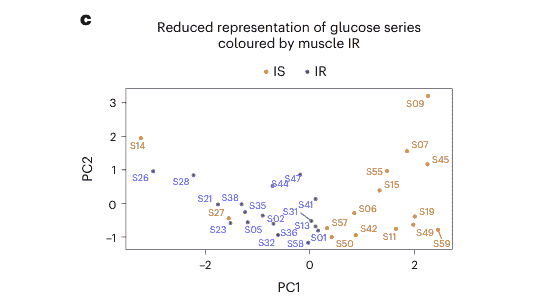 c
Reduced representation of glucose series
coloured by muscle IR
IS IR
3
S09
2
S14
S07
S45
1
S26
S28
S47
S44
S55
S15
PC2
0
S21
S38
S35
S41
S27
S02
S31
S06
S19
S23
S05
S36
S13
S57
S42
S11
S49
−1
S32
S58
S01
S50
S59
−2
0
2
PC1